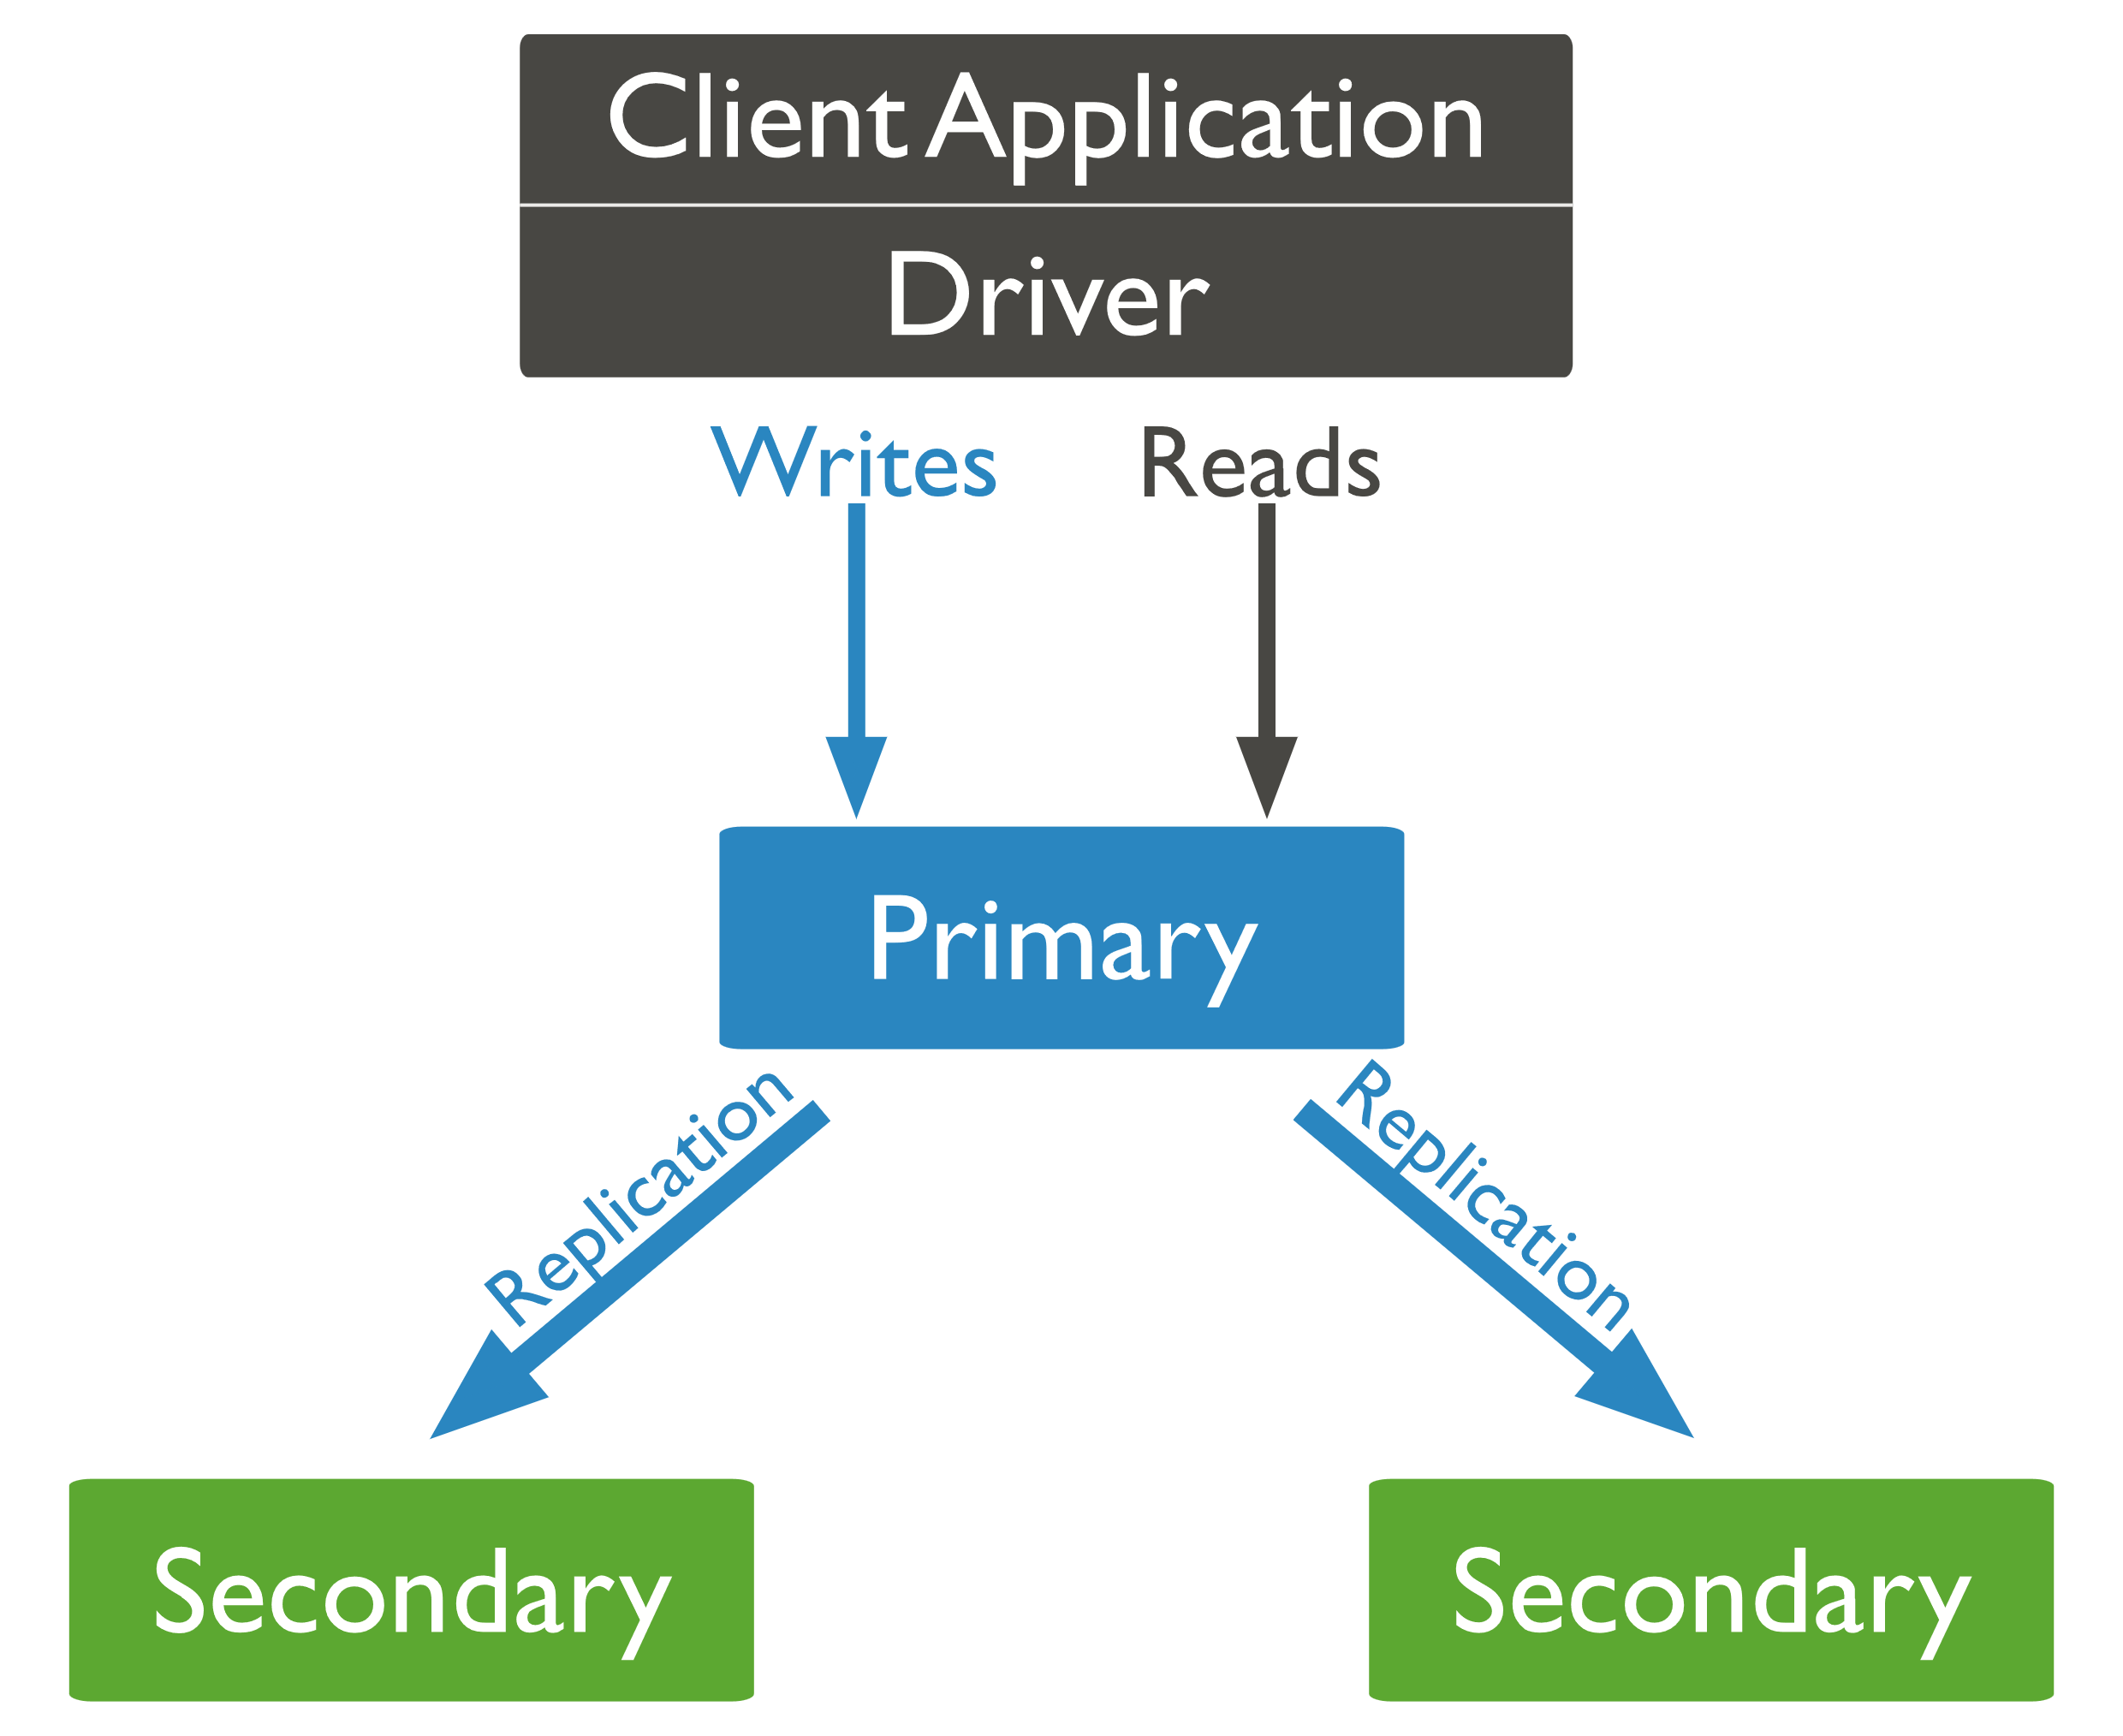 Client Application
Driver
Writes
Reads
Primary
Replication
Replication
Secondary
Secondary